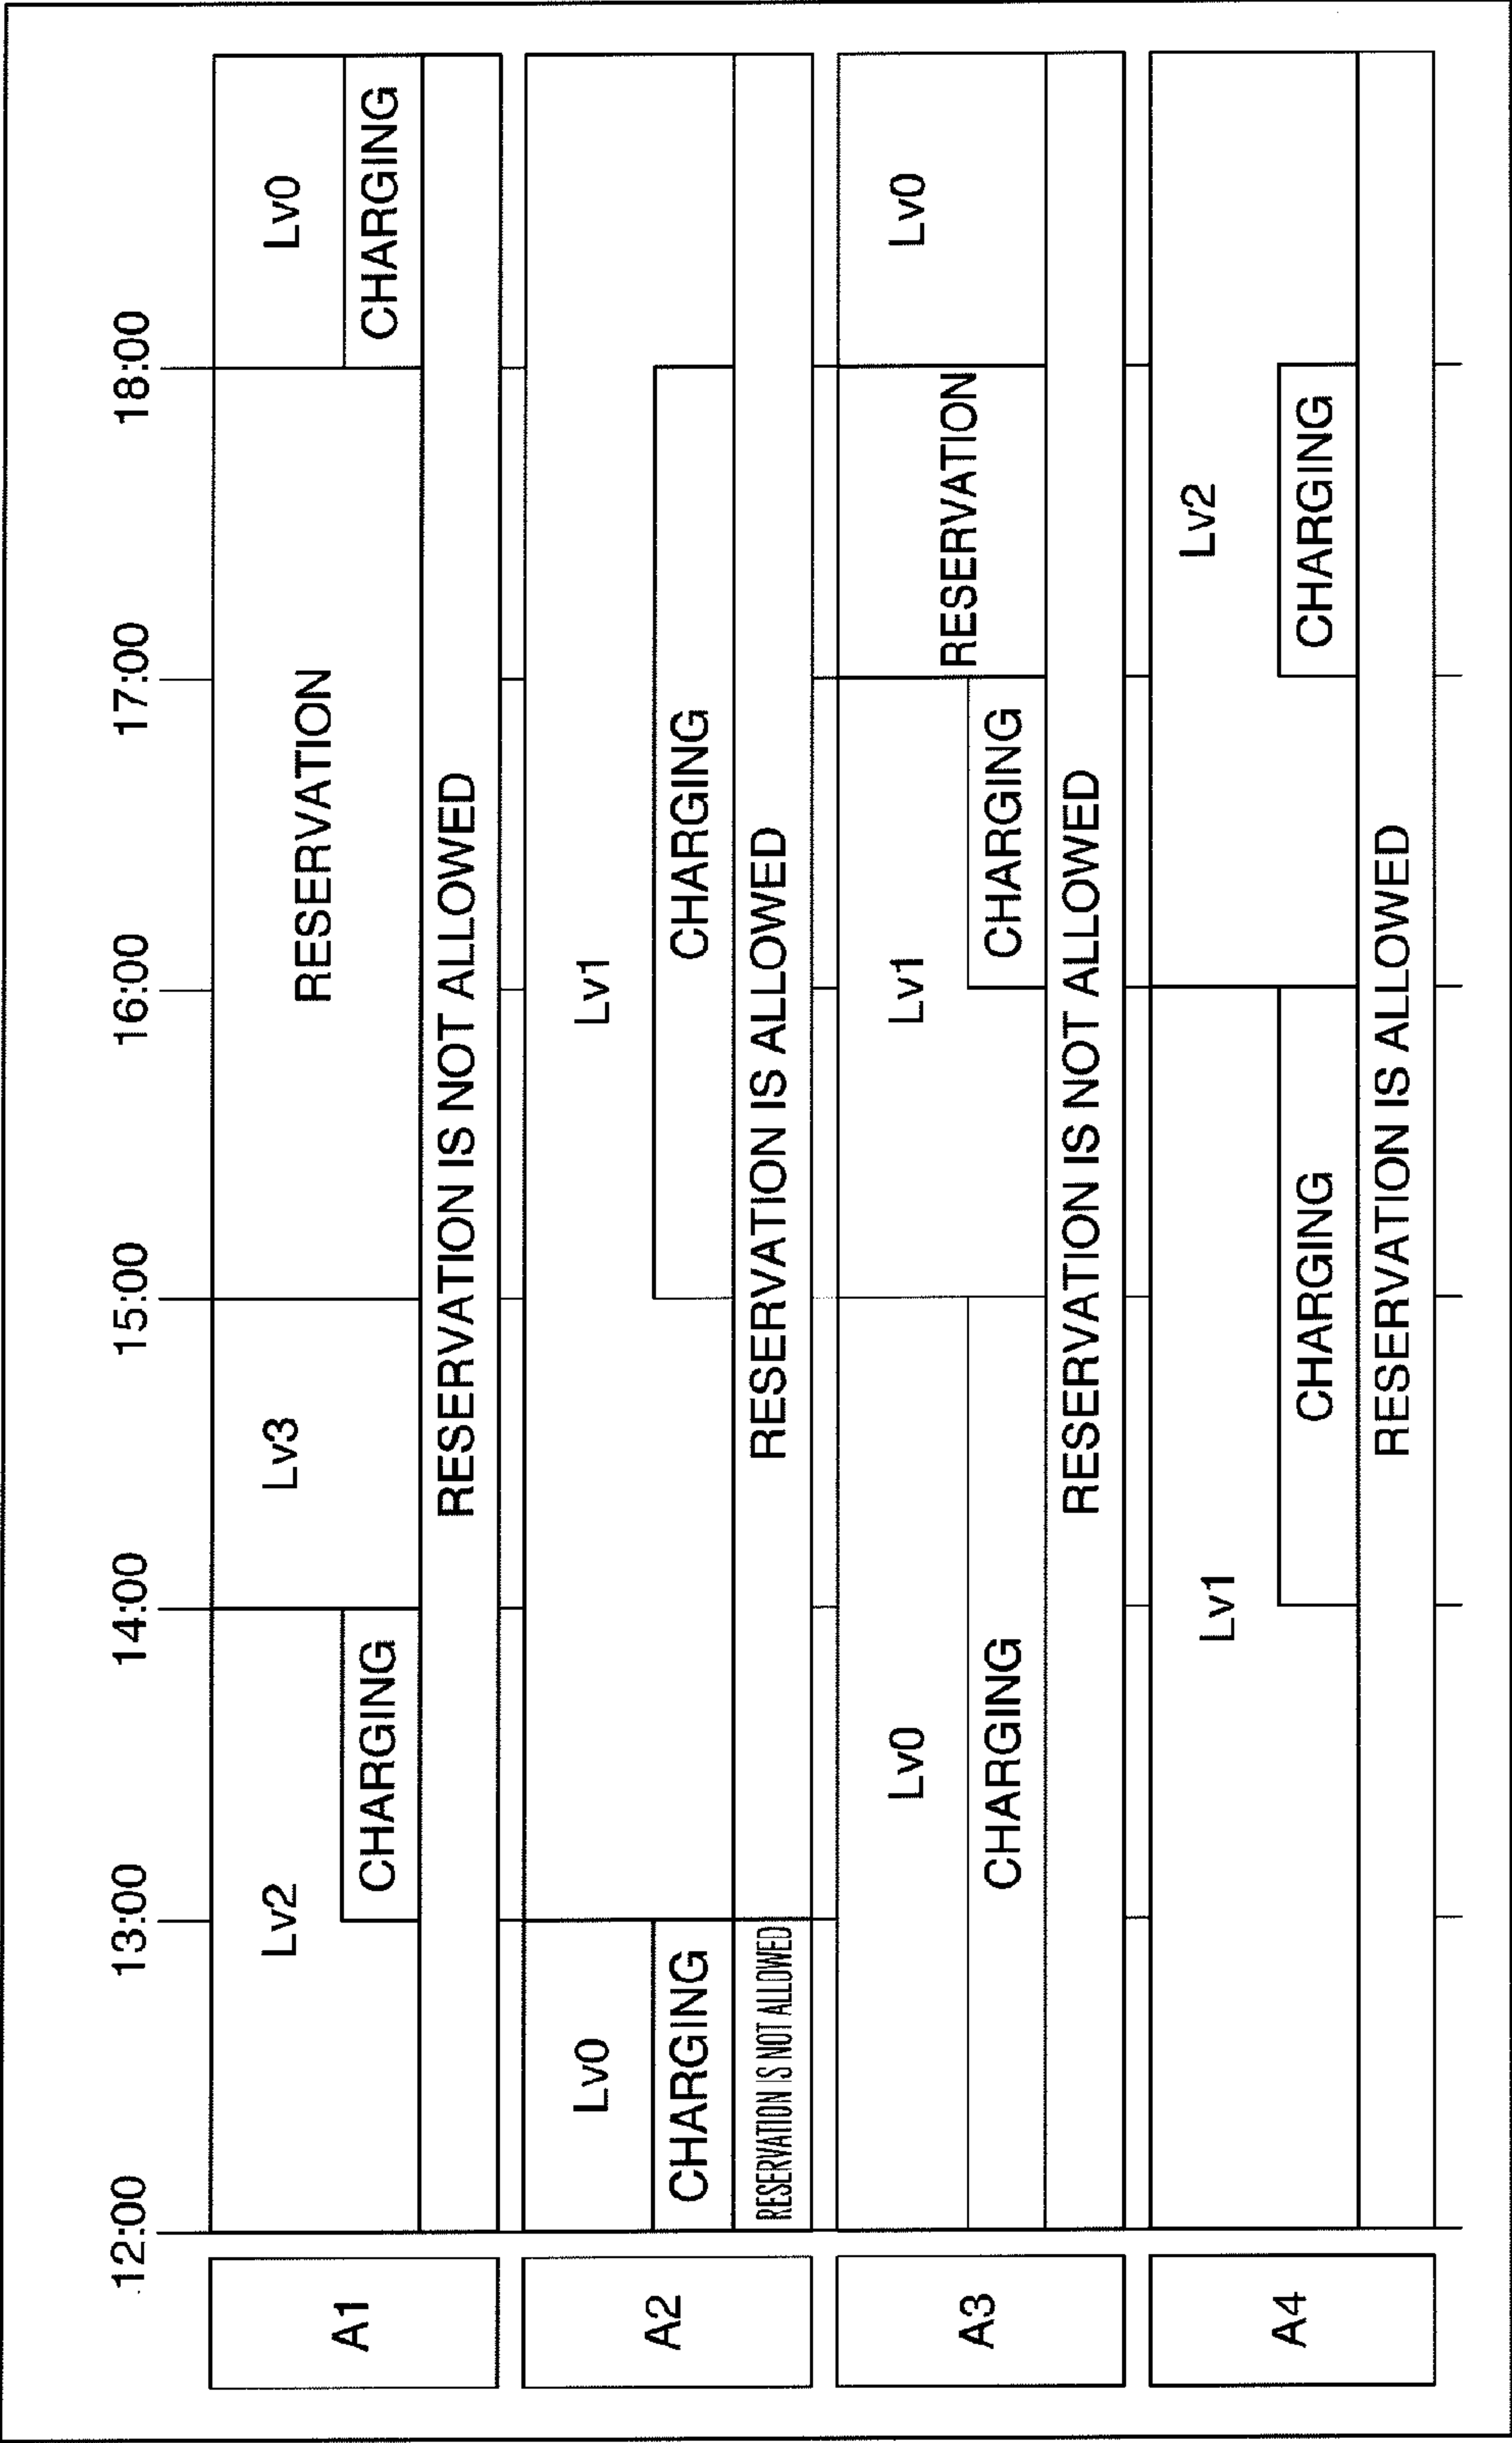 12:00 13:00 14:00 15:00 16:00 17:00 18:00
A1
Lv2 Lv3 RESERVATION Lv0
CHARGING CHARGING
RESERVATION IS NOT ALLOWED
A2
Lv0 Lv1
CHARGING CHARGING
RESERVATION IS NOT ALLOWED RESERVATION IS ALLOWED
A3
Lv0 Lv1 RESERVATION Lv0
CHARGING CHARGING
RESERVATION IS NOT ALLOWED
A4
Lv1 Lv2
CHARGING CHARGING
RESERVATION IS ALLOWED